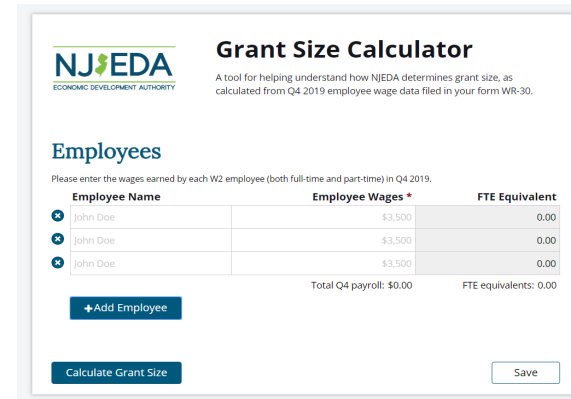 NJEDA
ECONOMIC DEVELOPMENT AUTHORITY
Grant Size Calculator
A tool for helping understand how NJEDA determines grant size, as
calculated from Q4 2019 employee wage data filed in your form WR-30.
Employees
Please enter the wages earned by each W2 employee (both full-time and part-time) in Q4 2019.
Employee Name Employee Wages * FTE Equivalent
John Doe $3,500 0.00
John Doe $3,500 0.00
John Doe $3,500 0.00
Total Q4 payroll: $0.00 FTE equivalents: 0.00
+Add Employee
Calculate Grant Size Save